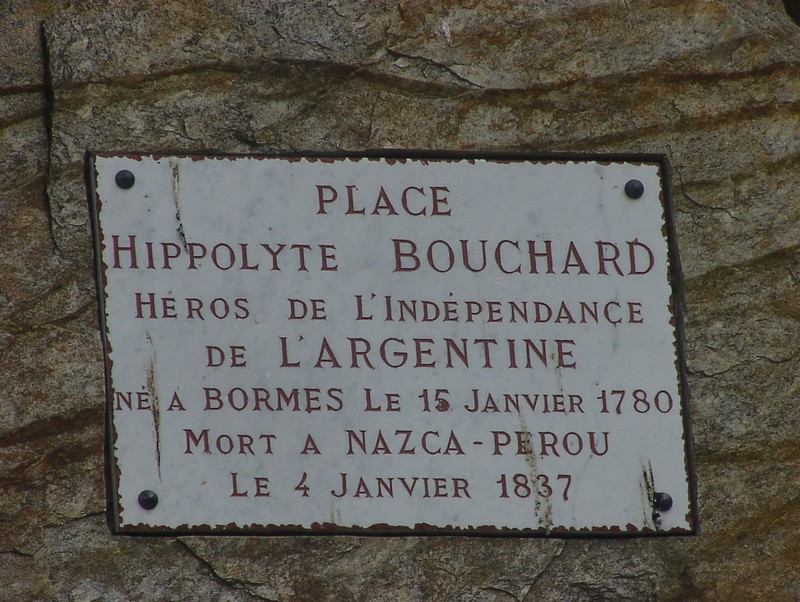 PLACE
HIPPOLYTE BOUCHARD
HÉROS DE L'INDÉPENDANCE
DE L'ARGENTINE
NÉ A BORMES LE 15 JANVIER 1780
MORT A NAZCA-PEROU
LE 4 JANVIER 1837